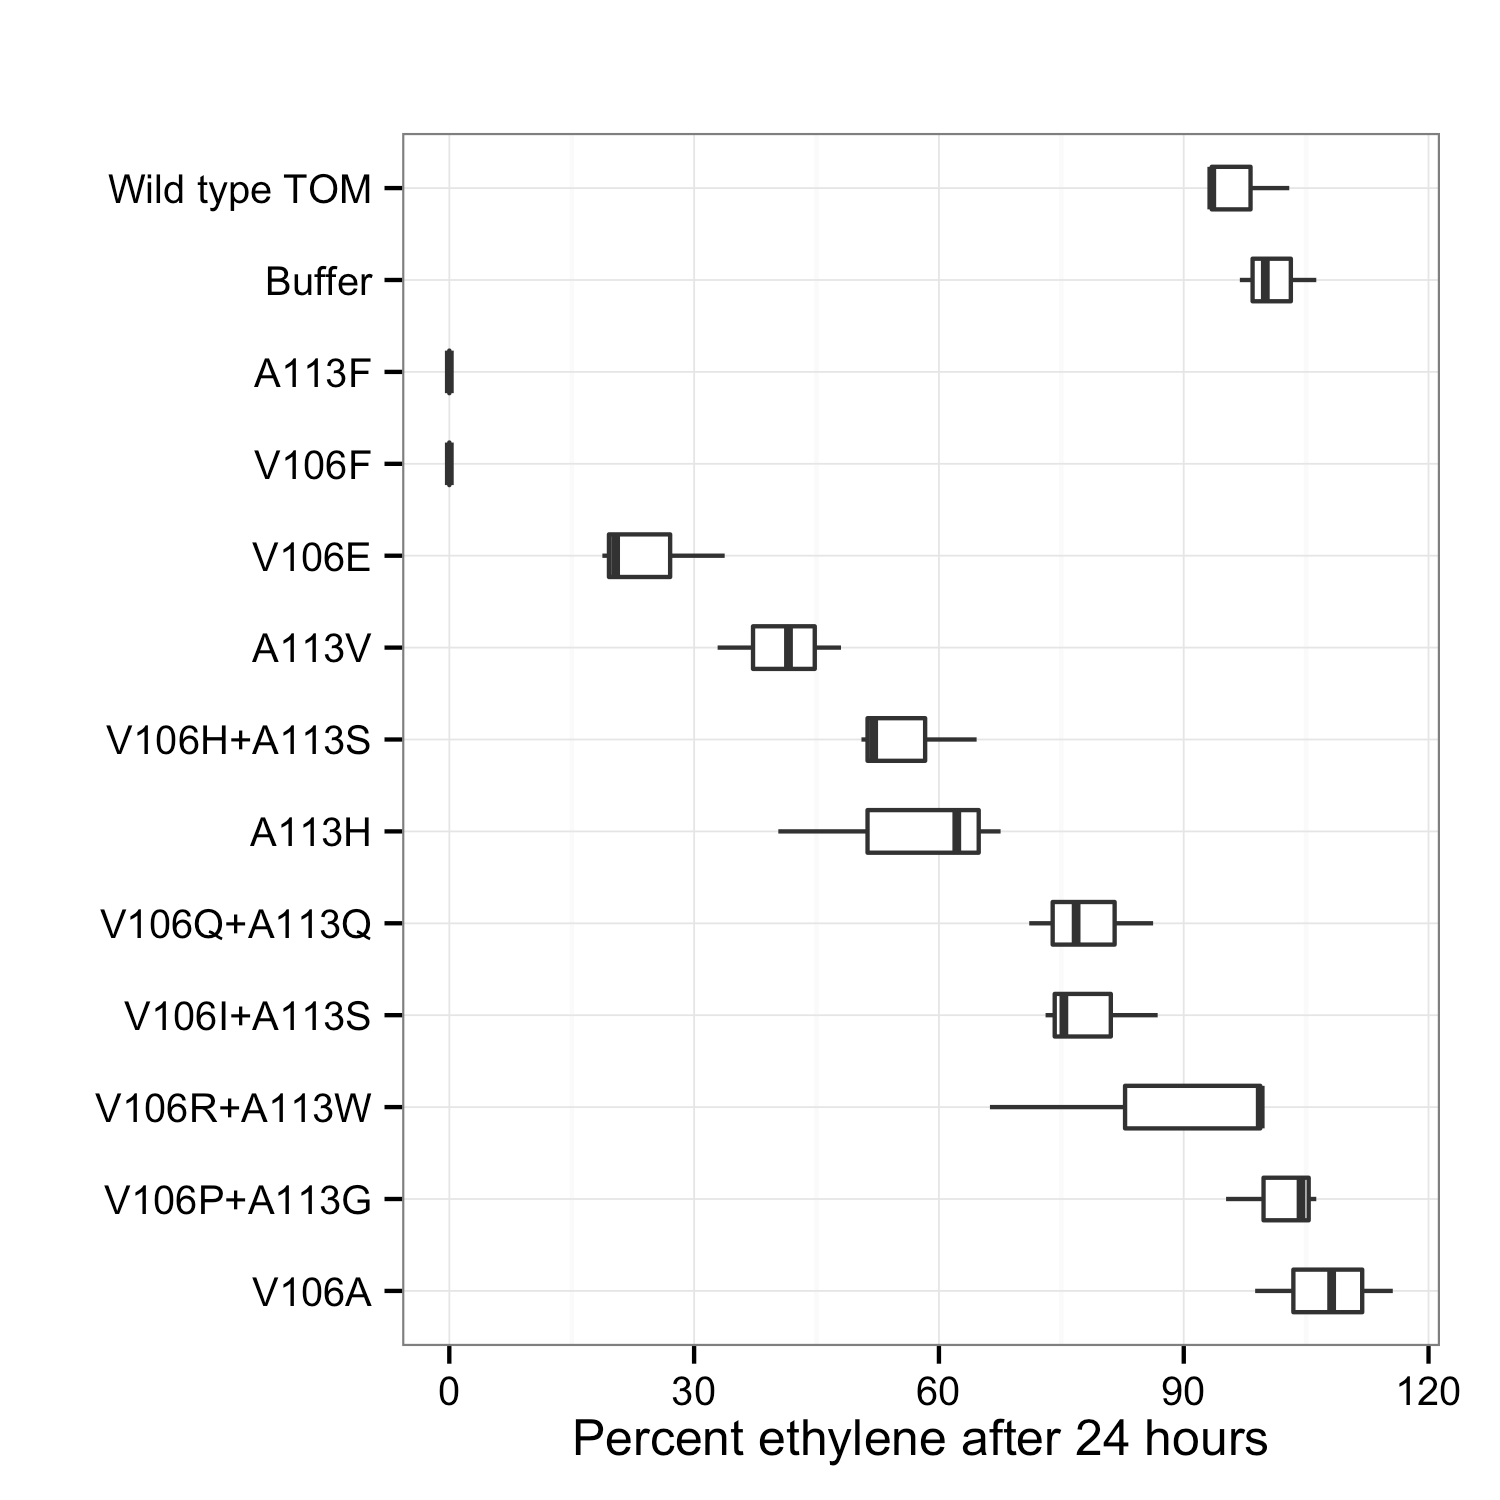 Wild type TOM
Buffer
A113F
V106F
V106E
A113V
V106H+A113S
A113H
V106Q+A113Q
V106I+A113S
V106R+A113W
V106P+A113G
V106A
0 30 60 90 120
Percent ethylene after 24 hours